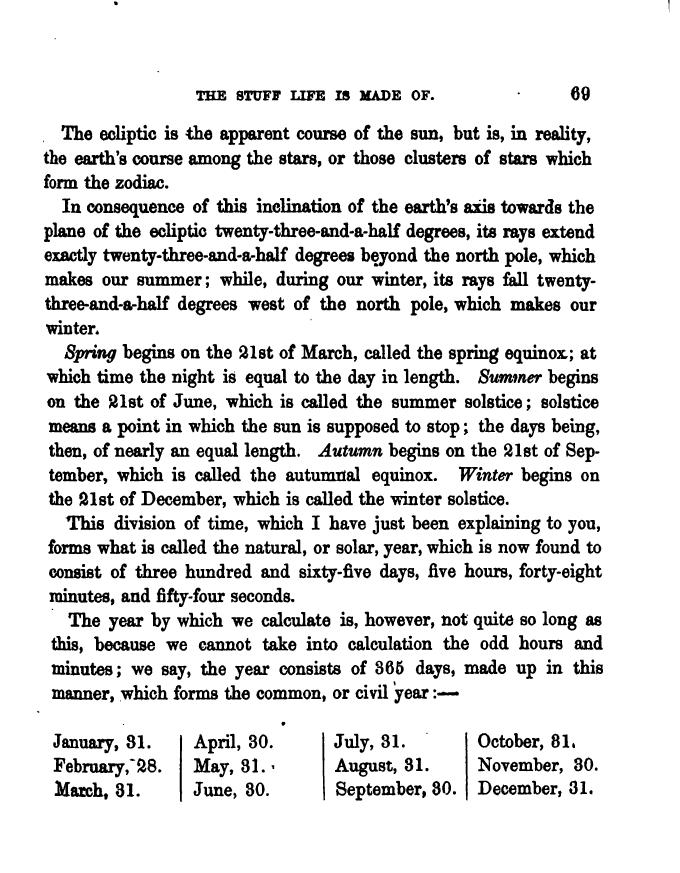 THE STUFF LIFE IS MADE OF. 69
The ecliptic is the apparent course of the sun, but is, in reality,
the earth's course among the stars, or those clusters of stars which
form the zodiac.
In consequence of this inclination of the earth's axis towards the
plane of the ecliptic twenty-three-and-a-half degrees, its rays extend
exactly twenty-three-and-a-half degrees beyond the north pole, which
makes our summer; while, during our winter, its rays fall twenty-
three-and-a-half degrees west of the north pole, which makes our
winter.
Spring begins on the 21st of March, called the spring equinox; at
which time the night is equal to the day in length. Summer begins
on the 21st of June, which is called the summer solstice; solstice
means a point in which the sun is supposed to stop; the days being,
then, of nearly an equal length. Autumn begins on the 21st of Sep-
tember, which is called the autumnal equinox. Winter begins on
the 21st of December, which is called the winter solstice.
This division of time, which I have just been explaining to you,
forms what is called the natural, or solar, year, which is now found to
consist of three hundred and sixty-five days, five hours, forty-eight
minutes, and fifty-four seconds.
The year by which we calculate is, however, not quite so long as
this, because we cannot take into calculation the odd hours and
minutes; we say, the year consists of 365 days, made up in this
manner, which forms the common, or civil year:—
January, 31. April, 30. July, 31. October, 31.
February, 28. May, 31. August, 31. November, 30.
March, 31. June, 30. September, 30. December, 31.